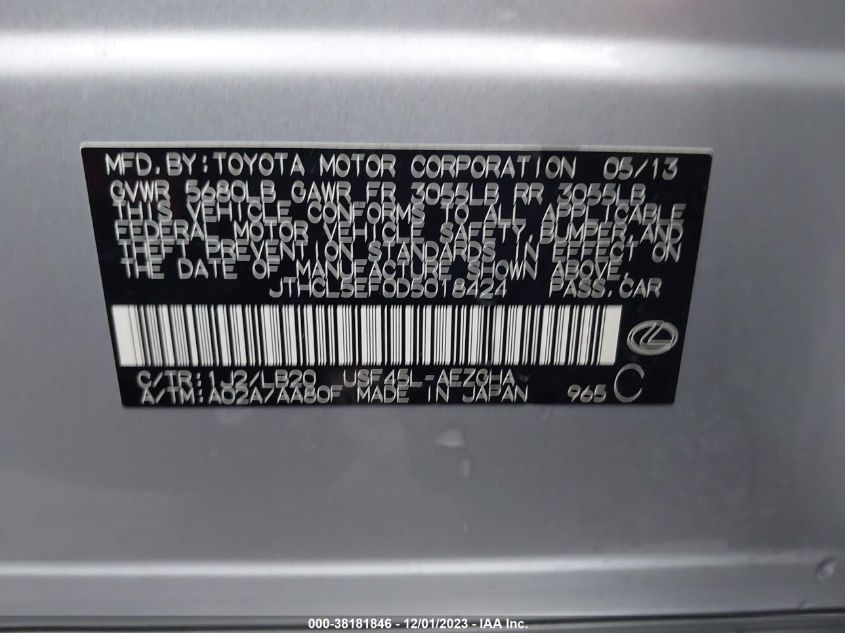 MFD.BY:TOYOTA MOTOR CORPORATION 05/13
GVWR 5680LB GAWR FR 3055LB RR 3055LB
THIS VEHICLE CONFORMS TO ALL APPLICABLE
FEDERAL MOTOR VEHICLE SAFETY, BUMPER, AND
THEFT PREVENTION STANDARDS IN EFFECT ON
THE DATE OF MANUFACTURE SHOWN ABOVE.
JTHCL5EF0D5018424 PASS.CAR
C/TR:1J2/LB20 USF45L-AEZQHA
A/TM:A02A/AA80F MADE IN JAPAN 965 C
000-38181846 - 12/01/2023 - IAA Inc.